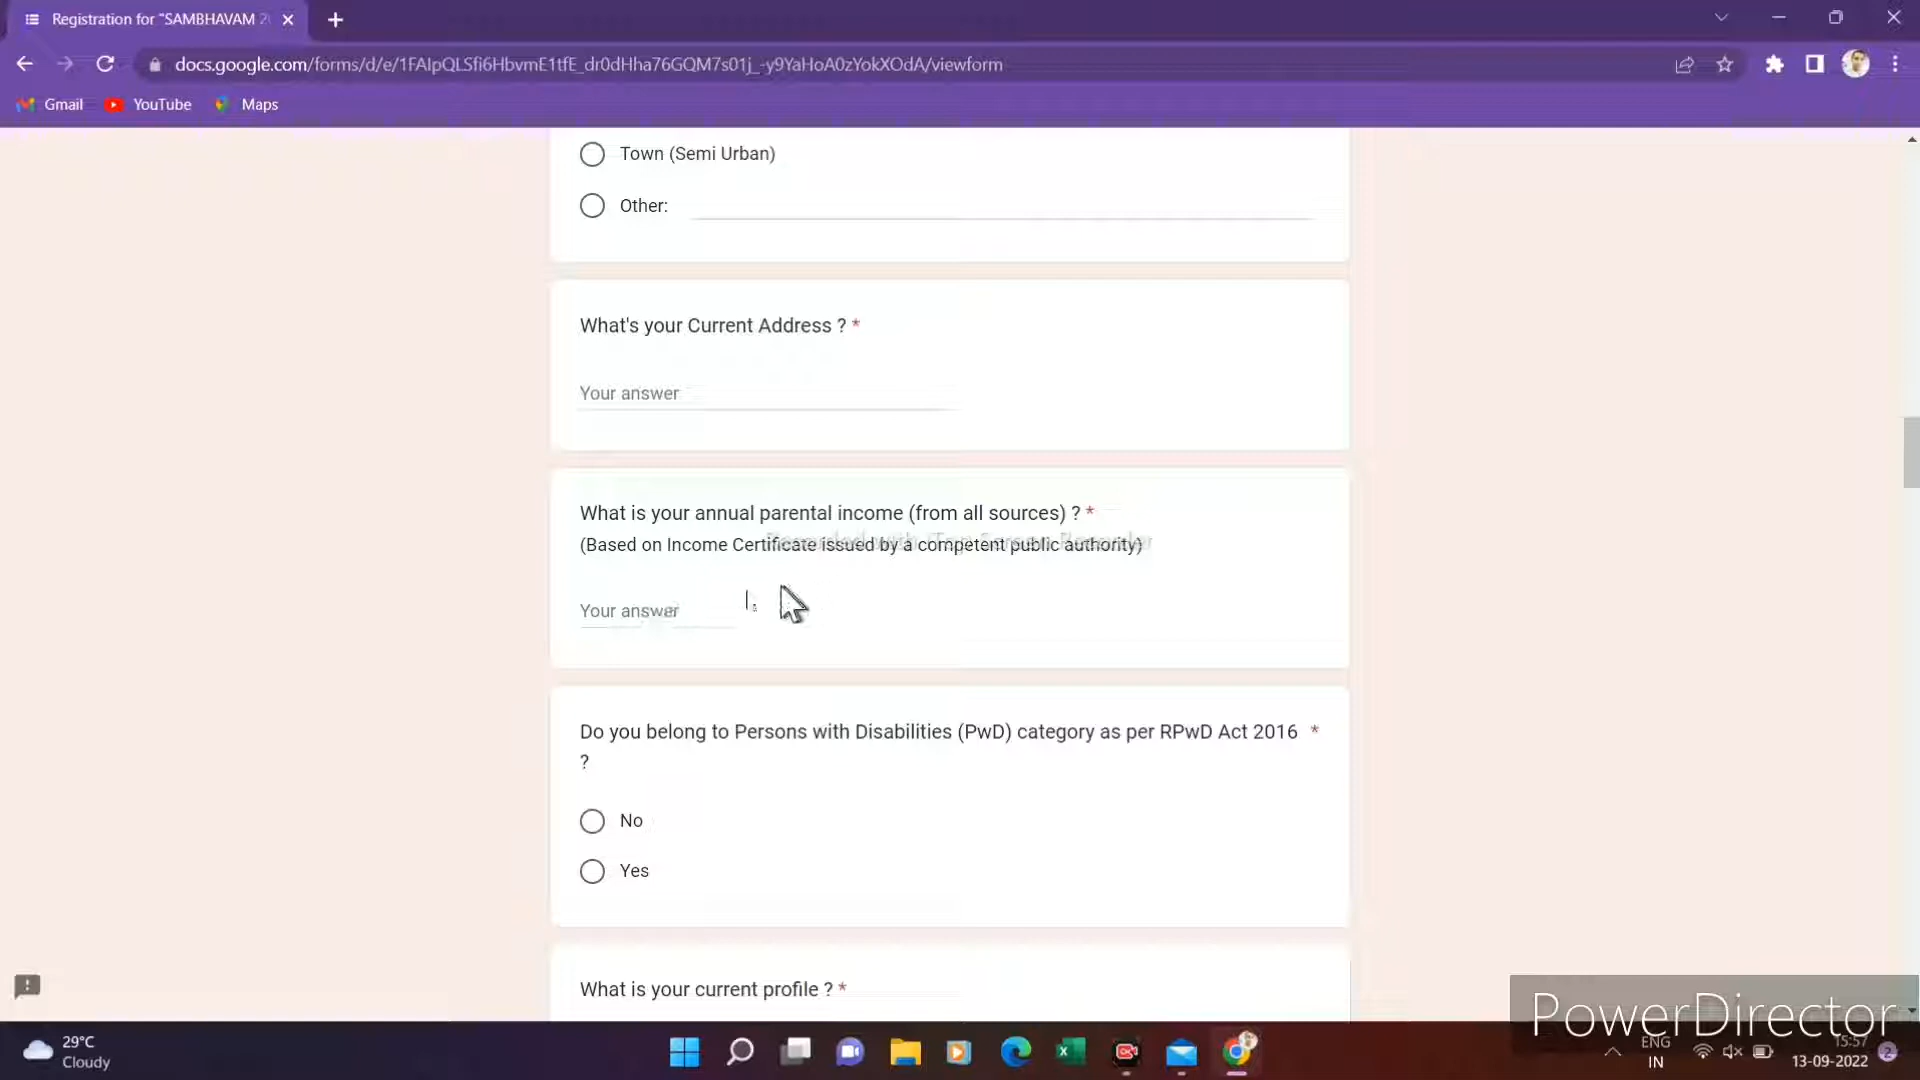 Registration for "SAMBHAVAM 2
docs.google.com/forms/d/e/1FAIpQLSfi6HbvmE1tfE_dr0dHha76GQM7s01j_-y9YaHoA0zYokXOdA/viewform
Gmail YouTube Maps
Town (Semi Urban)
Other:
What's your Current Address ? *
Your answer
What is your annual parental income (from all sources) ? *
(Based on Income Certificate issued by a competent public authority)
Your answer
Do you belong to Persons with Disabilities (PwD) category as per RPwD Act 2016 *
?
No
Yes
What is your current profile ? *
PowerDirector
29°C
Cloudy
ENG
IN
15:57
13-09-2022
2